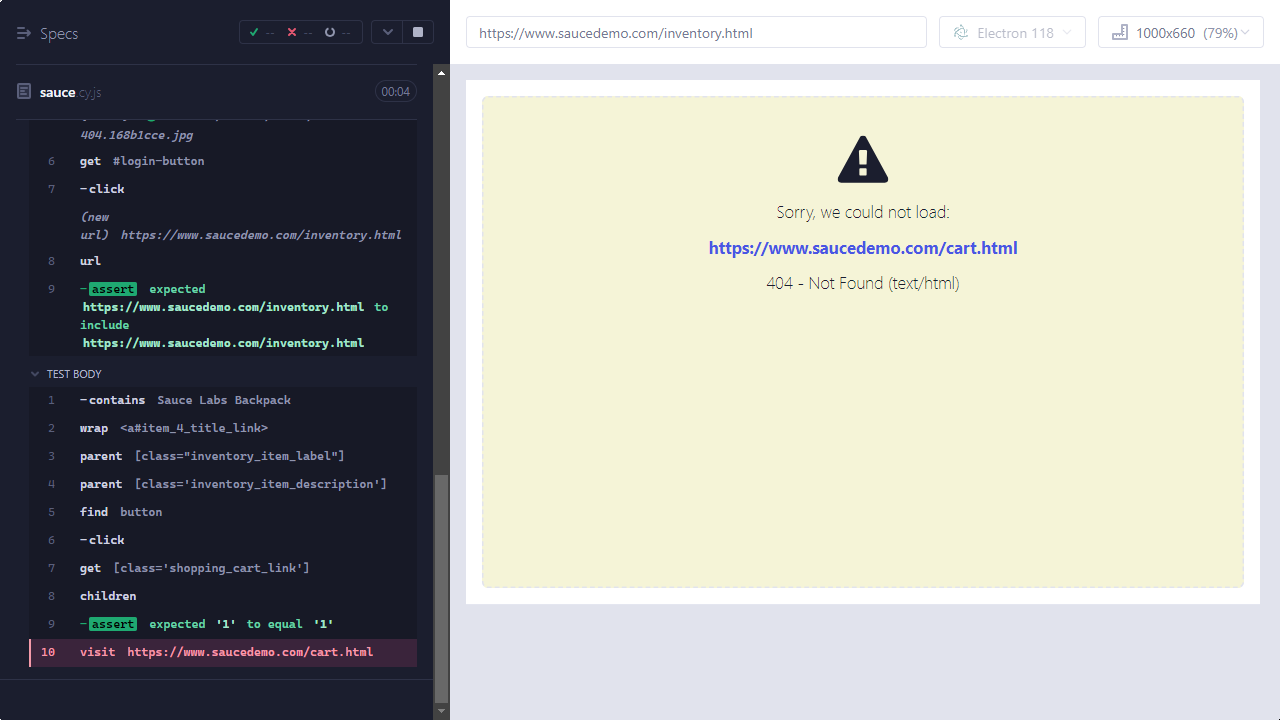 Specs
--
--
--
sauce.cy.js
00:04
404.168b1cce.jpg
6 get #login-button
7 -click
(new
url) https://www.saucedemo.com/inventory.html
8 url
9 -assert expected
https://www.saucedemo.com/inventory.html to
include
https://www.saucedemo.com/inventory.html
TEST BODY
1 -contains Sauce Labs Backpack
2 wrap <a#item_4_title_link>
3 parent [class="inventory_item_label"]
4 parent [class='inventory_item_description']
5 find button
6 -click
7 get [class='shopping_cart_link']
8 children
9 -assert expected '1' to equal '1'
10 visit https://www.saucedemo.com/cart.html
https://www.saucedemo.com/inventory.html
Electron 118
1000x660 (79%)
Sorry, we could not load:
https://www.saucedemo.com/cart.html
404 - Not Found (text/html)